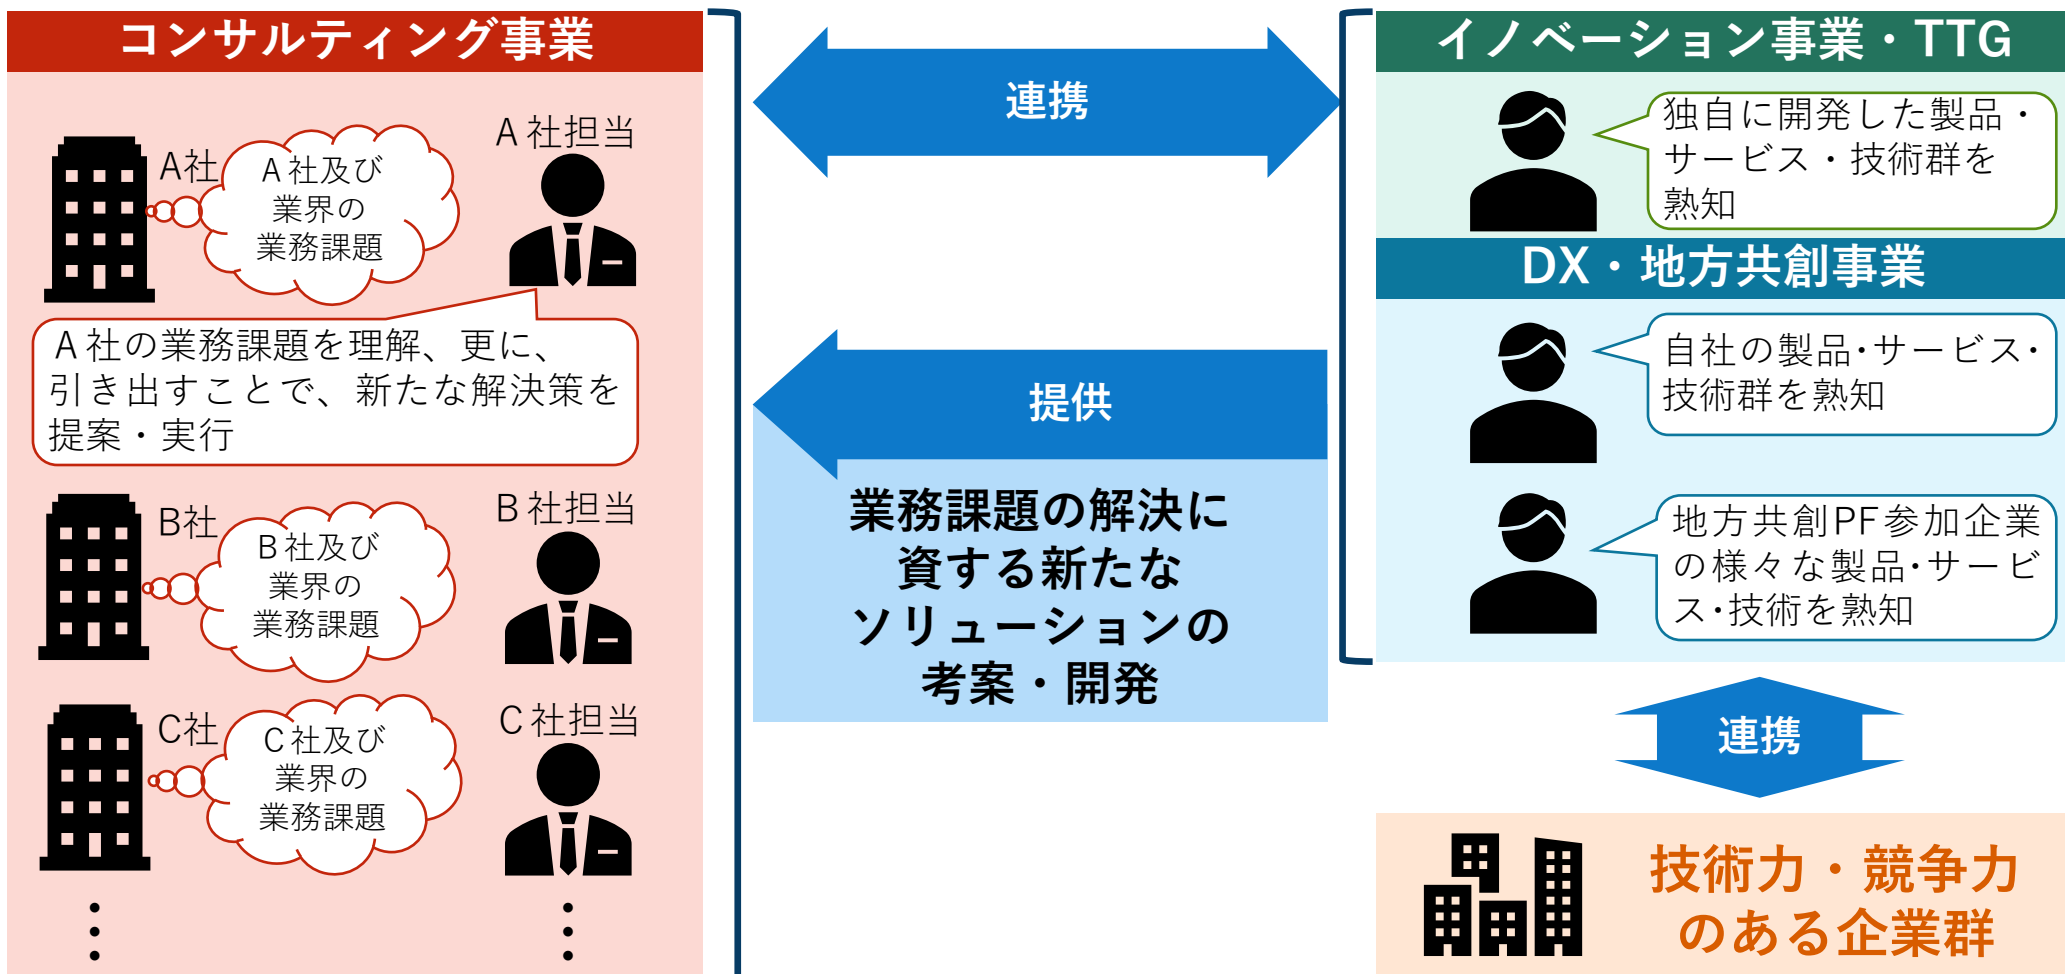 コンサルティング事業
A社
A社及び
業界の
業務課題
A社担当
A社の業務課題を理解、更に、
引き出すことで、新たな解決策を
提案・実行
B社
B社及び
業界の
業務課題
B社担当
C社
C社及び
業界の
業務課題
C社担当
連携
提供
業務課題の解決に
資する新たな
ソリューションの
考案・開発
イノベーション事業・TTG
独自に開発した製品・
サービス・技術群を
熟知
DX・地方共創事業
自社の製品・サービス・
技術群を熟知
地方共創PF参加企業
の様々な製品・サービ
ス・技術を熟知
連携
技術力・競争力
のある企業群